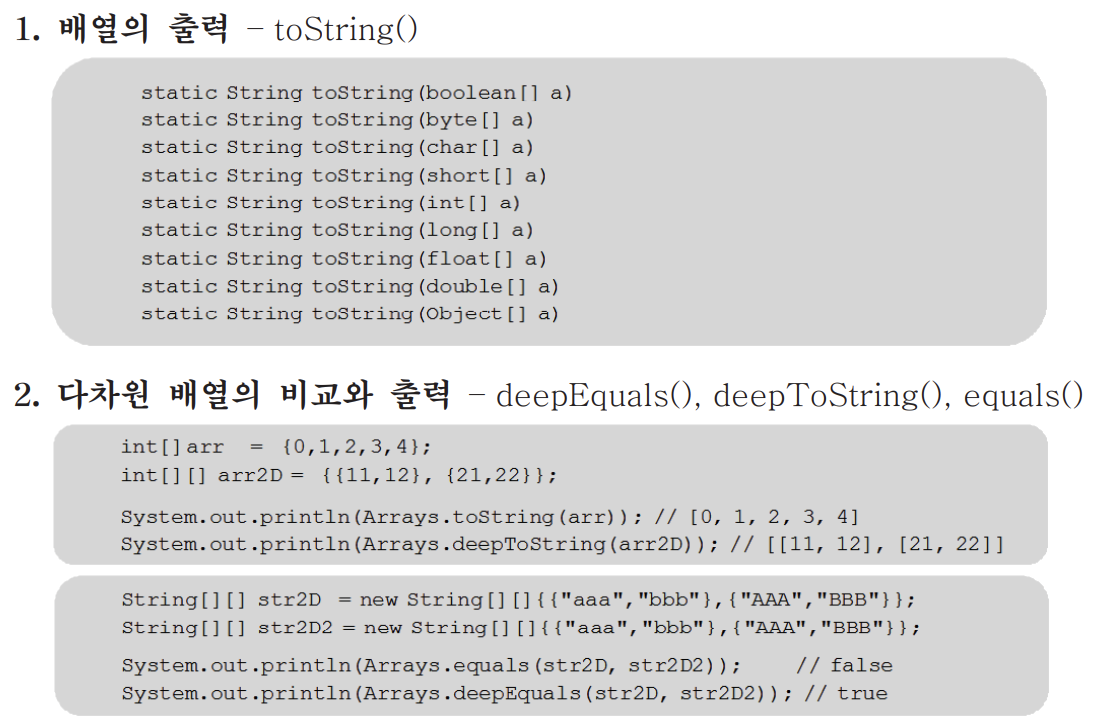 1. 배열의 출력 – toString()
static String toString(boolean[] a)
static String toString(byte[] a)
static String toString(char[] a)
static String toString(short[] a)
static String toString(int[] a)
static String toString(long[] a)
static String toString(float[] a)
static String toString(double[] a)
static String toString(Object[] a)
2. 다차원 배열의 비교와 출력 – deepEquals(), deepToString(), equals()
int[] arr = {0,1,2,3,4};
int[][] arr2D = {{11,12}, {21,22}};
System.out.println(Arrays.toString(arr)); // [0, 1, 2, 3, 4]
System.out.println(Arrays.deepToString(arr2D)); // [[11, 12], [21, 22]]
String[][] str2D = new String[][]{{"aaa","bbb"},{"AAA","BBB"}};
String[][] str2D2 = new String[][]{{"aaa","bbb"},{"AAA","BBB"}};
System.out.println(Arrays.equals(str2D, str2D2)); // false
System.out.println(Arrays.deepEquals(str2D, str2D2)); // true